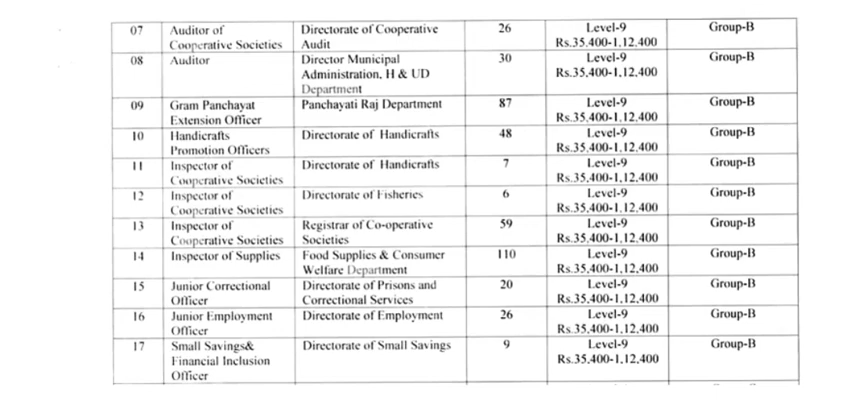 07 Auditor of Directorate of Cooperative 26 Level-9 Group-B
Cooperative Societies Audit Rs.35,400-1,12,400
08 Auditor Director Municipal 30 Level-9 Group-B
Administration, H & UD Rs.35,400-1,12,400
Department
09 Gram Panchayat Panchayati Raj Department 87 Level-9 Group-B
Extension Officer Rs.35,400-1,12,400
10 Handicrafts Directorate of Handicrafts 48 Level-9 Group-B
Promotion Officers Rs.35,400-1,12,400
11 Inspector of Directorate of Handicrafts 7 Level-9 Group-B
Cooperative Societies Rs.35,400-1,12,400
12 Inspector of Directorate of Fisheries 6 Level-9 Group-B
Cooperative Societies Rs.35,400-1,12,400
13 Inspector of Registrar of Co-operative 59 Level-9 Group-B
Cooperative Societies Societies Rs.35,400-1,12,400
14 Inspector of Supplies Food Supplies & Consumer 110 Level-9 Group-B
Welfare Department Rs.35,400-1,12,400
15 Junior Correctional Directorate of Prisons and 20 Level-9 Group-B
Officer Correctional Services Rs.35,400-1,12,400
16 Junior Employment Directorate of Employment 26 Level-9 Group-B
Officer Rs.35,400-1,12,400
17 Small Savings& Directorate of Small Savings 9 Level-9 Group-B
Financial Inclusion Rs.35,400-1,12,400
Officer